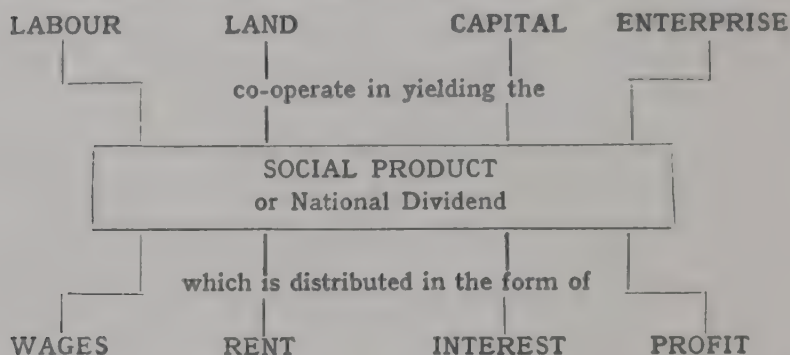 LABOUR LAND CAPITAL ENTERPRISE
co-operate in yielding the
SOCIAL PRODUCT
or National Dividend
which is distributed in the form of
WAGES RENT INTEREST PROFIT